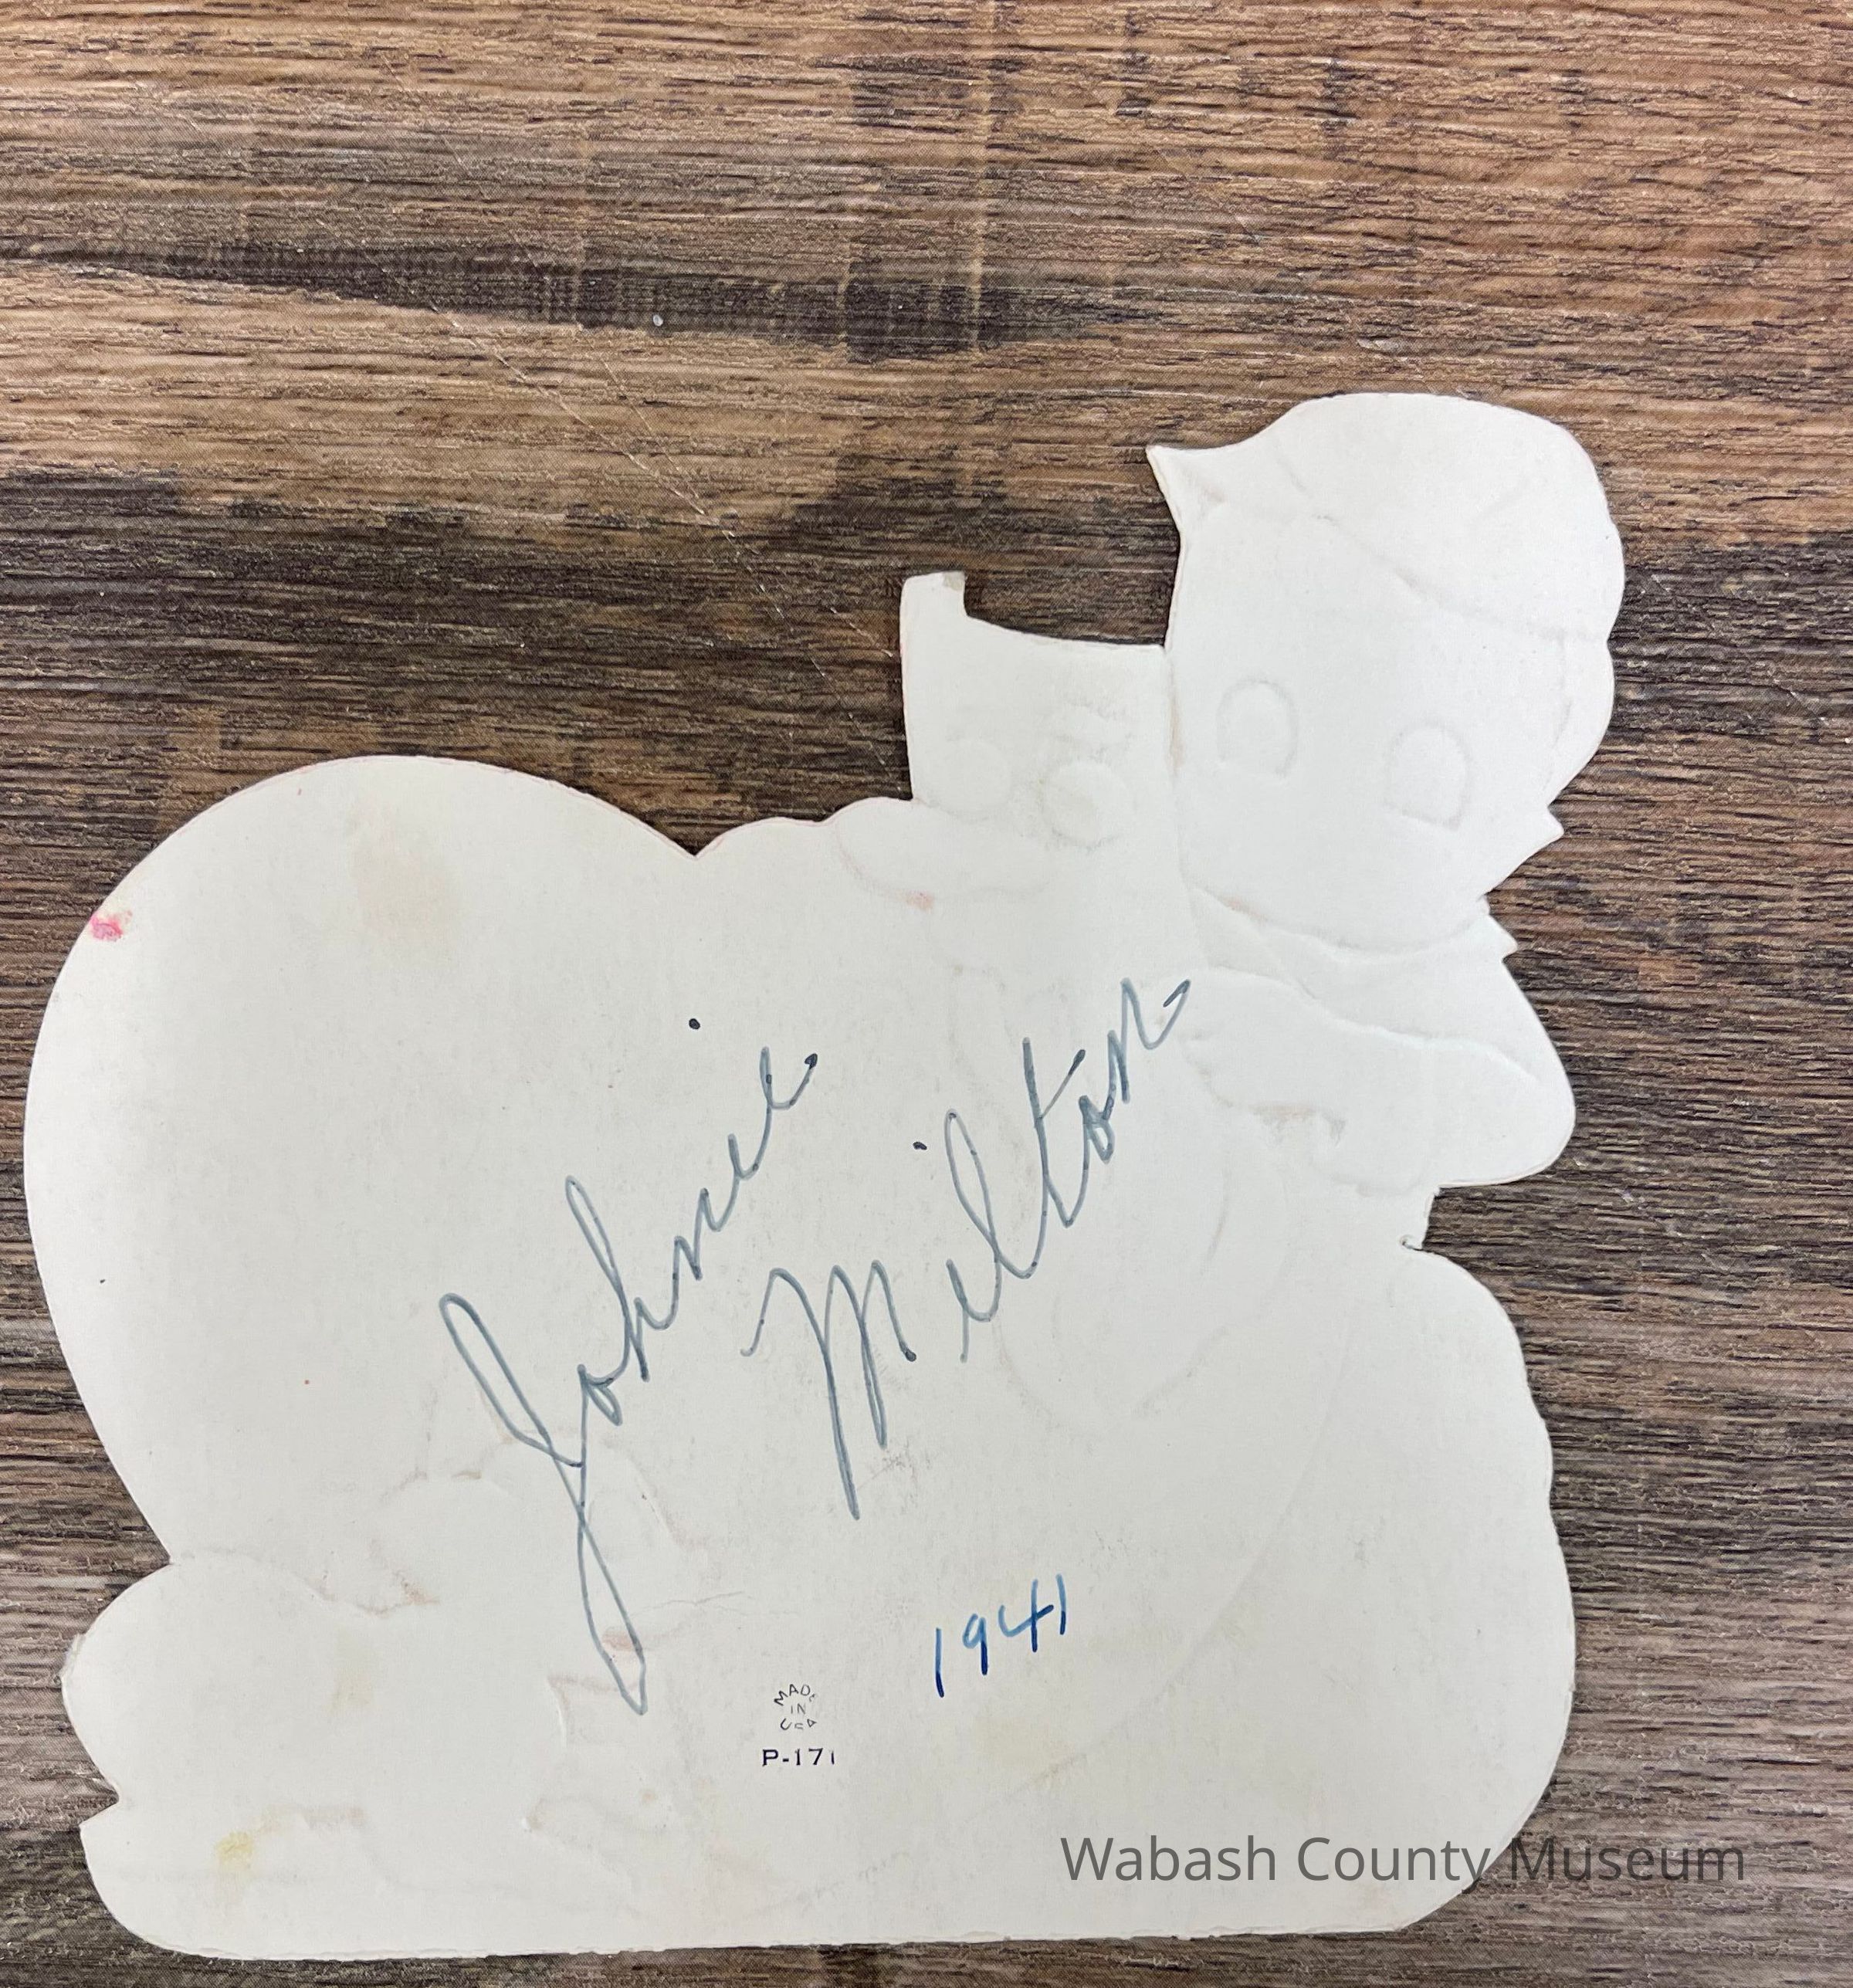 Johnie
Milton
1941
MADE
IN
USA
P-171
Wabash County Museum